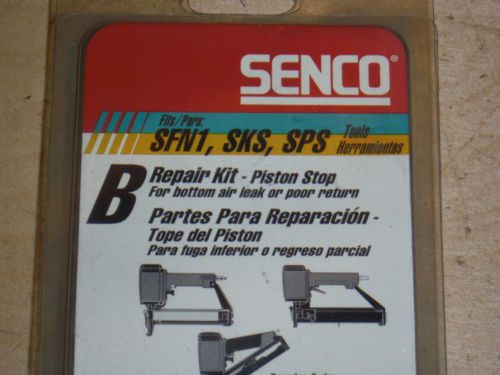 SENCO®
Fits/Para:
SFN1, SKS, SPS Tools
Herramientas
B Repair Kit - Piston Stop
For bottom air leak or poor return
Partes Para Reparación -
Tope del Piston
Para fuga inferior o regreso parcial